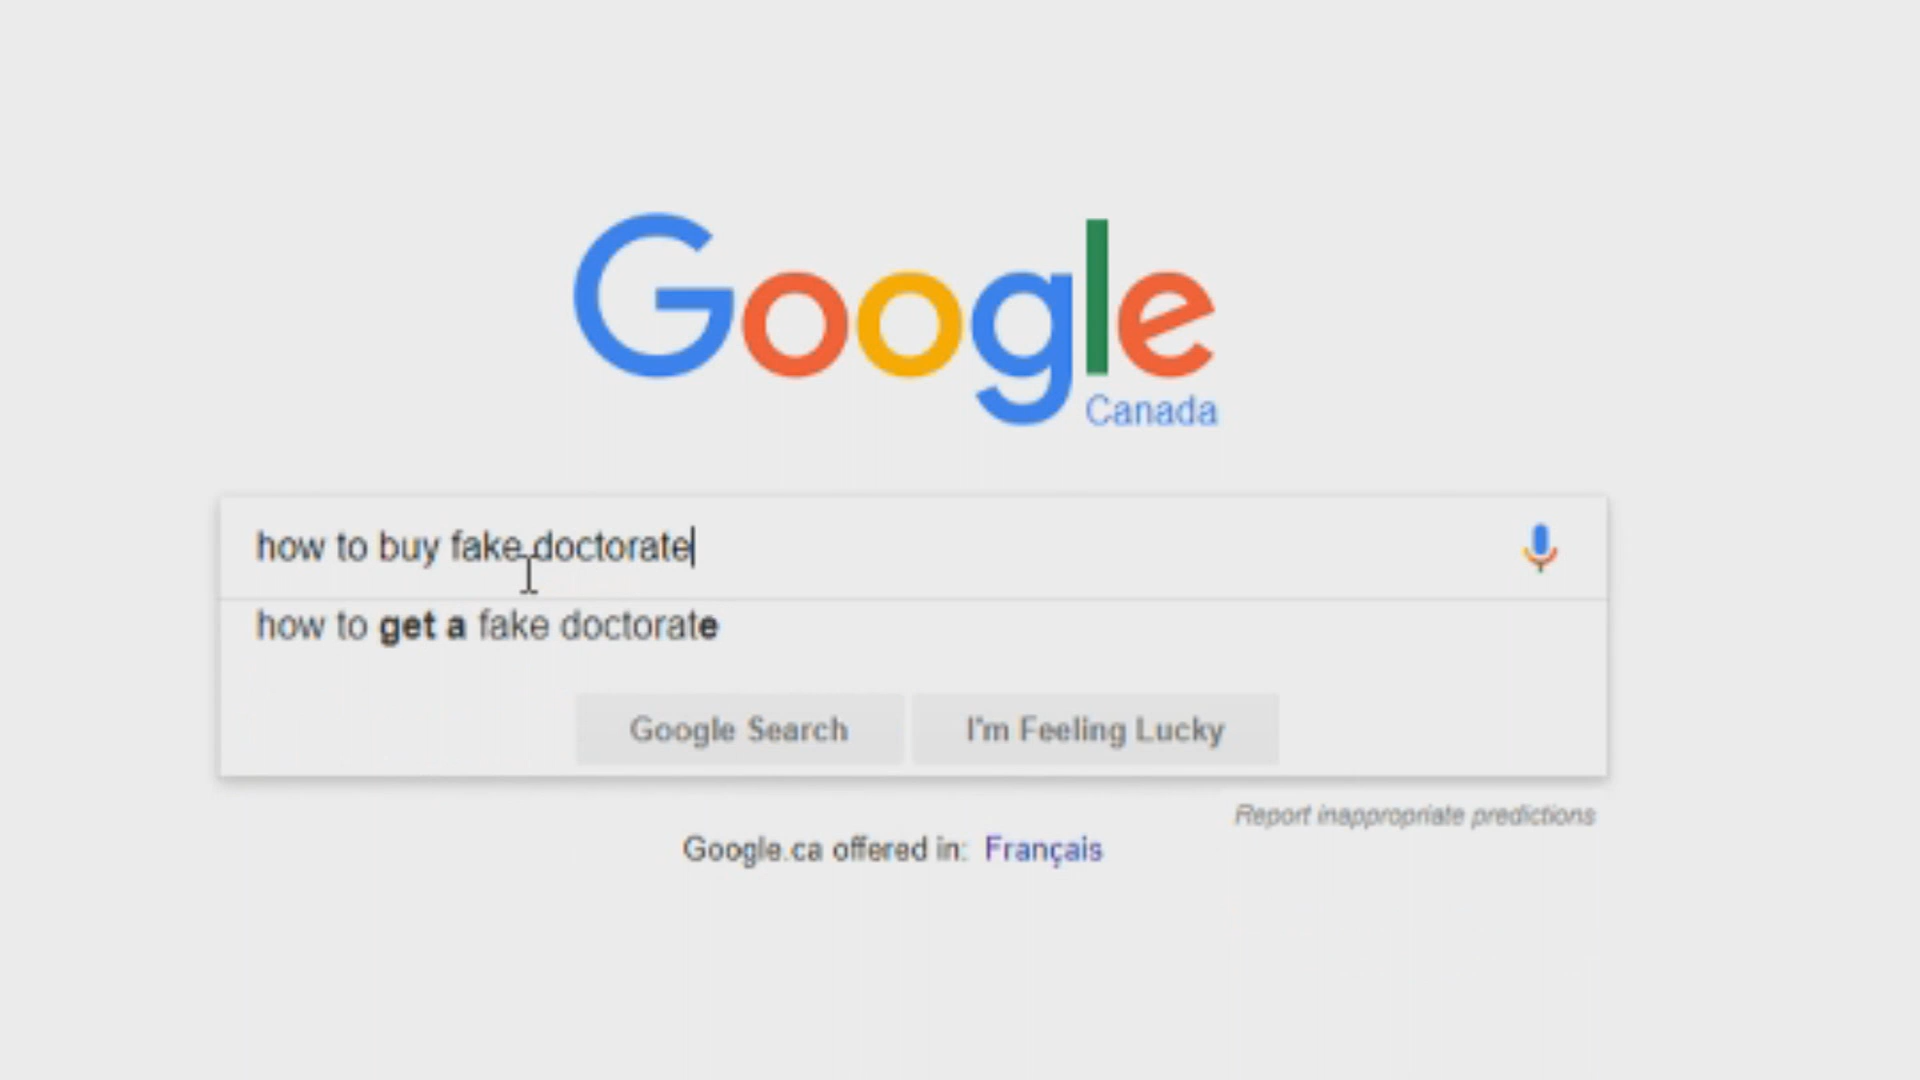 Google
Canada
how to buy fake doctorate
how to get a fake doctorate
Google Search
I'm Feeling Lucky
Report inappropriate predictions
Google.ca offered in: Français